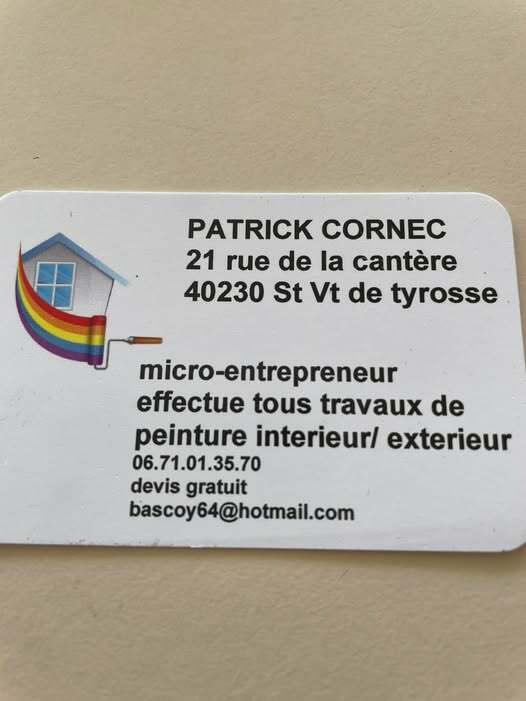 PATRICK CORNEC
21 rue de la cantère
40230 St Vt de tyrosse
micro-entrepreneur
effectue tous travaux de
peinture interieur/ exterieur
06.71.01.35.70
devis gratuit
bascoy64@hotmail.com